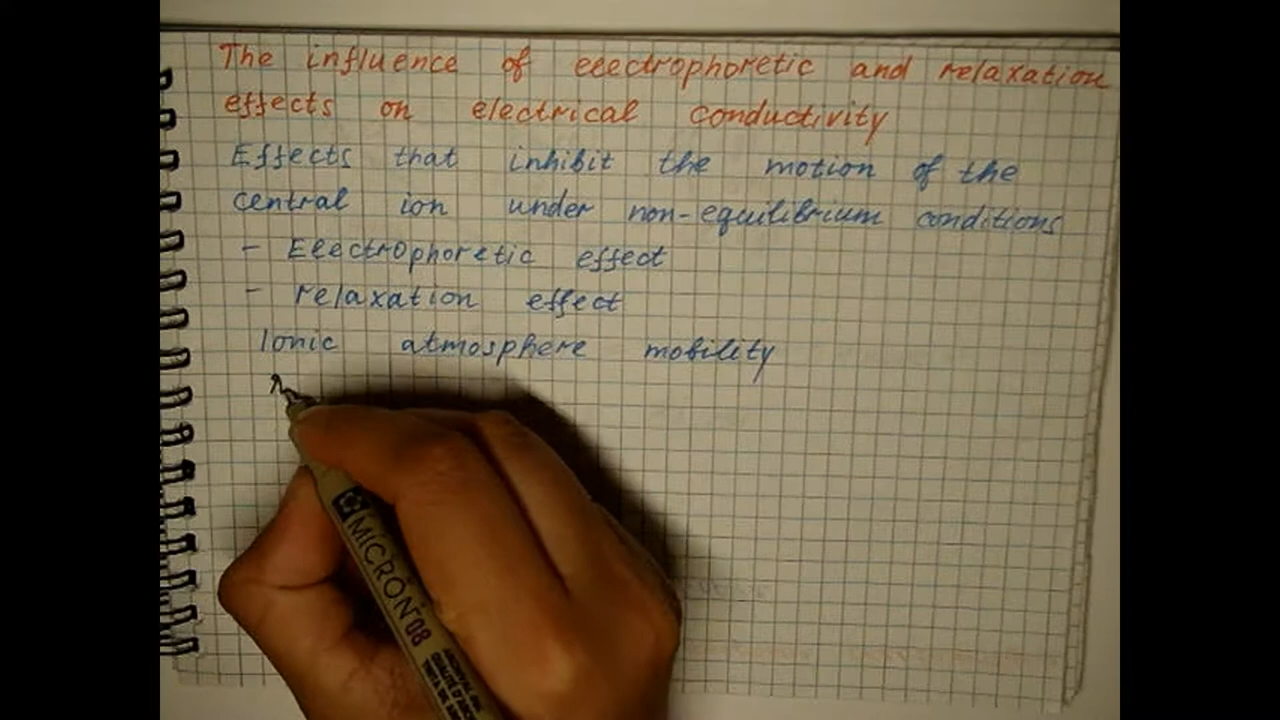 The influence of electrophoretic and relaxation
effects on electrical conductivity
Effects that inhibit the motion of the
central ion under non-equilibrium conditions
- Electrophoretic effect
- relaxation effect
Ionic atmosphere mobility
MICRON 08